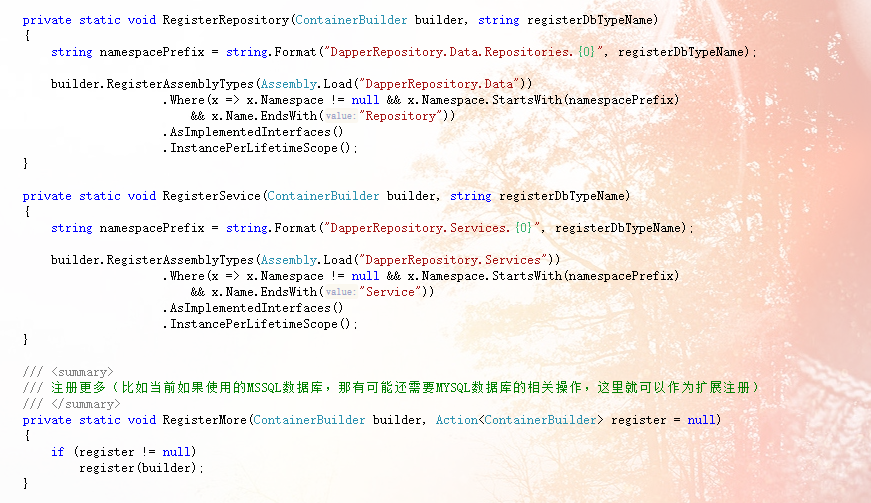 private static void RegisterRepository(ContainerBuilder builder, string registerDbTypeName)
{
    string namespacePrefix = string.Format("DapperRepository.Data.Repositories.{0}", registerDbTypeName);
    builder.RegisterAssemblyTypes(Assembly.Load("DapperRepository.Data"))
                    .Where(x => x.Namespace != null && x.Namespace.StartsWith(namespacePrefix)
                        && x.Name.EndsWith(value: "Repository"))
                    .AsImplementedInterfaces()
                    .InstancePerLifetimeScope();
}
private static void RegisterSevice(ContainerBuilder builder, string registerDbTypeName)
{
    string namespacePrefix = string.Format("DapperRepository.Services.{0}", registerDbTypeName);
    builder.RegisterAssemblyTypes(Assembly.Load("DapperRepository.Services"))
                    .Where(x => x.Namespace != null && x.Namespace.StartsWith(namespacePrefix)
                        && x.Name.EndsWith(value: "Service"))
                    .AsImplementedInterfaces()
                    .InstancePerLifetimeScope();
}
/// <summary>
/// 注册更多（比如当前如果使用的MSSQL数据库，那有可能还需要MYSQL数据库的相关操作，这里就可以作为扩展注册）
/// </summary>
private static void RegisterMore(ContainerBuilder builder, Action<ContainerBuilder> register = null)
{
    if (register != null)
        register(builder);
}